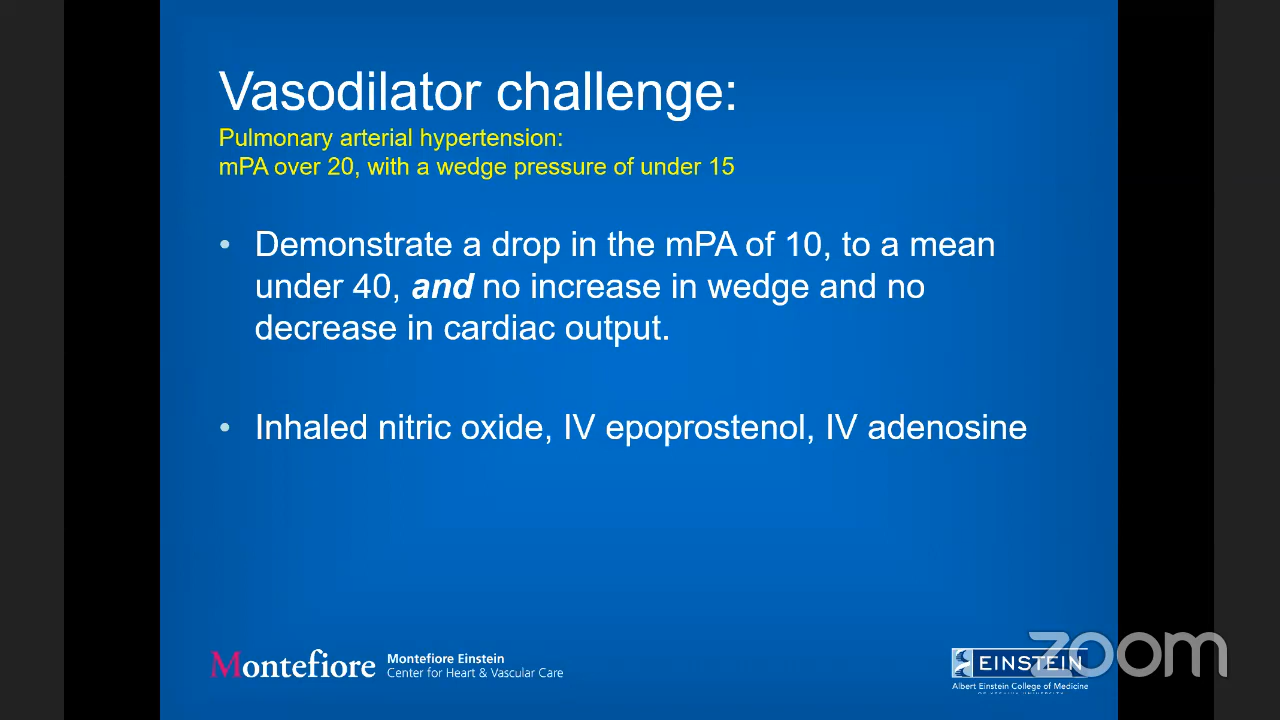 Vasodilator challenge:
Pulmonary arterial hypertension:
mPA over 20, with a wedge pressure of under 15
• Demonstrate a drop in the mPA of 10, to a mean
under 40, and no increase in wedge and no
decrease in cardiac output.
• Inhaled nitric oxide, IV epoprostenol, IV adenosine
Montefiore
Montefiore Einstein
Center for Heart & Vascular Care
EINSTEIN
Albert Einstein College of Medicine
zoom